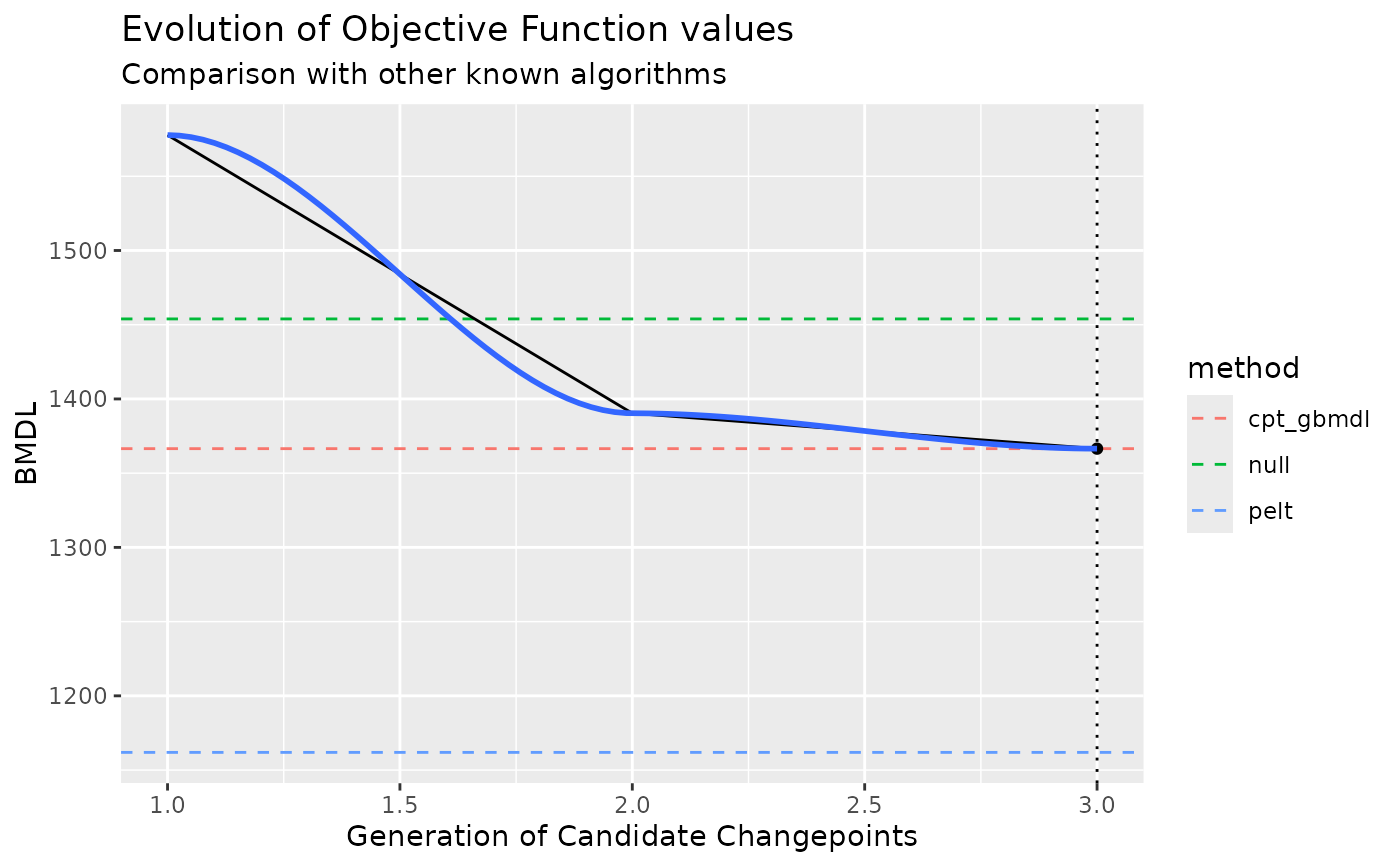 Evolution of Objective Function values
Comparison with other known algorithms
BMDL
1500
1400
1300
1200
1.0
1.5
2.0
2.5
3.0
Generation of Candidate Changepoints
method
cpt_gbmdl
null
pelt